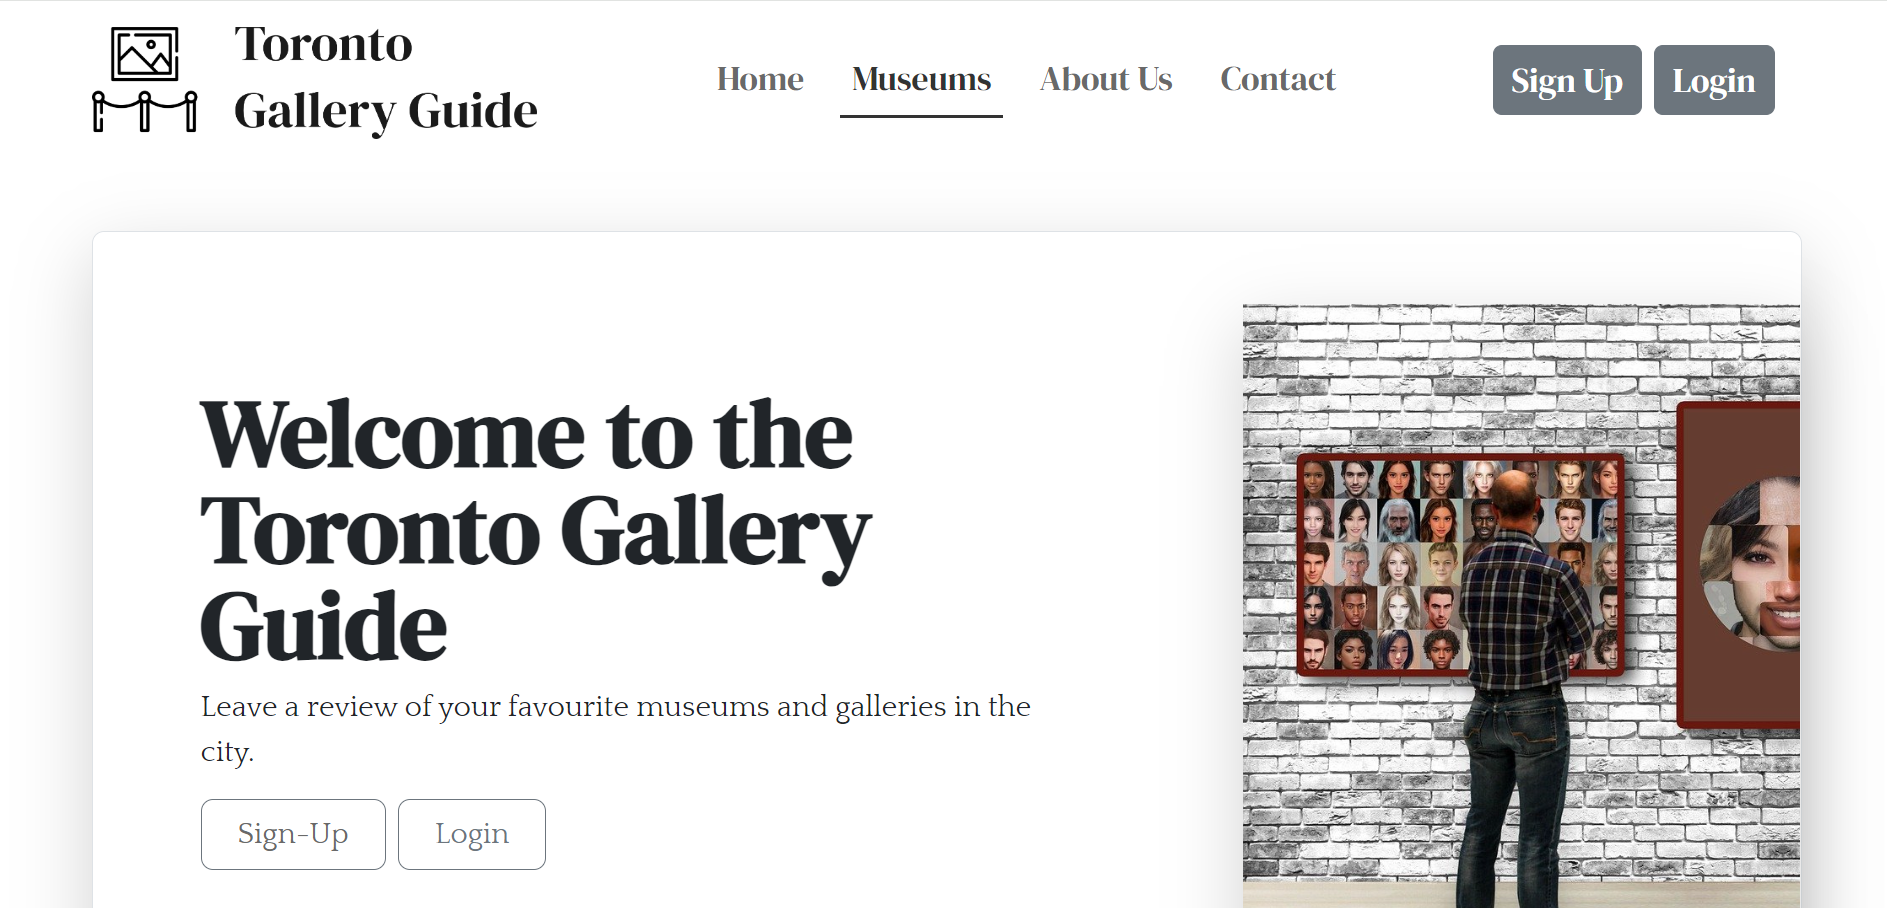 Toronto
Gallery Guide
Home Museums About Us Contact
Sign Up Login
Welcome to the
Toronto Gallery
Guide
Leave a review of your favourite museums and galleries in the
city.
Sign-Up Login